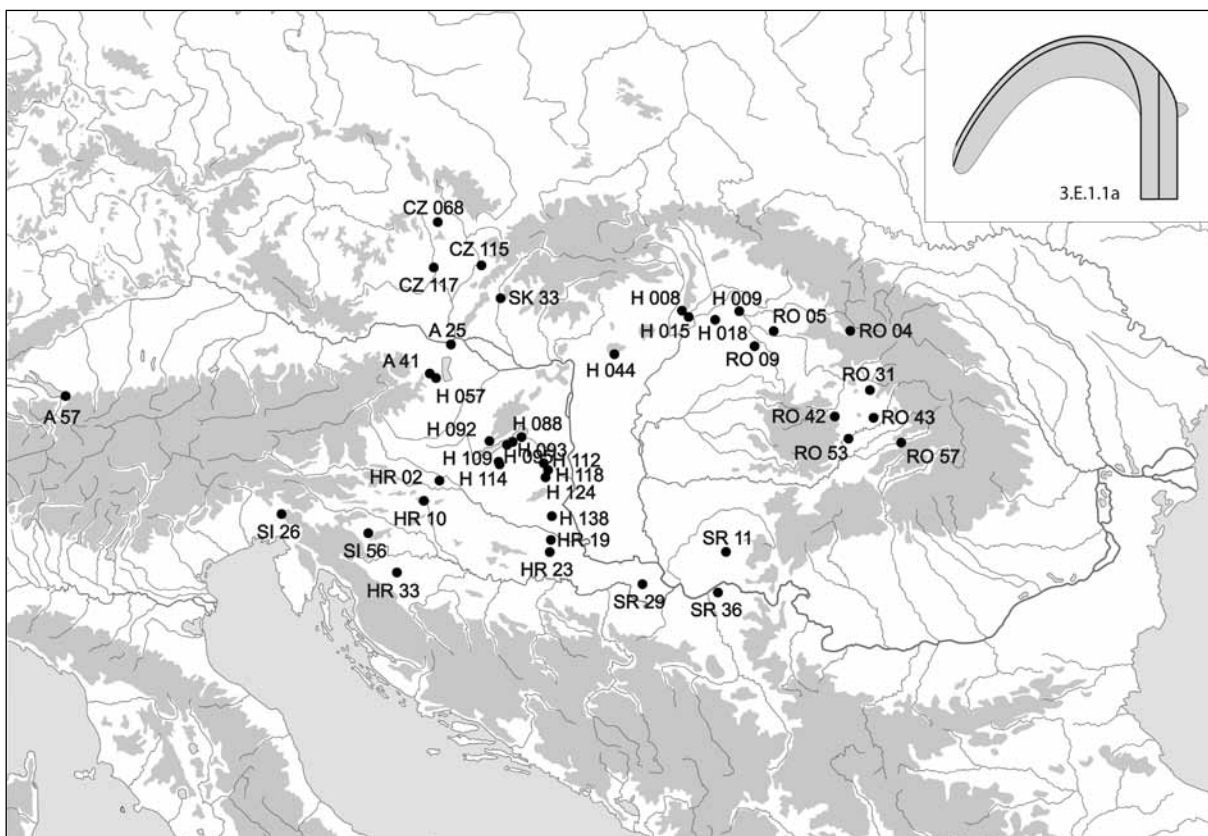 3.E.1.1a
CZ 068
CZ 115
CZ 117
SK 33
H 008
H 009
H 015
H 018
RO 05
RO 04
RO 09
A 25
H 044
A 41
H 057
A 57
RO 31
RO 42
RO 43
H 088
H 092
H 093
H 095
H 109
H 112
RO 53
RO 57
H 114
H 118
HR 02
H 124
HR 10
H 138
SI 26
SI 56
HR 19
SR 11
HR 23
HR 33
SR 29
SR 36